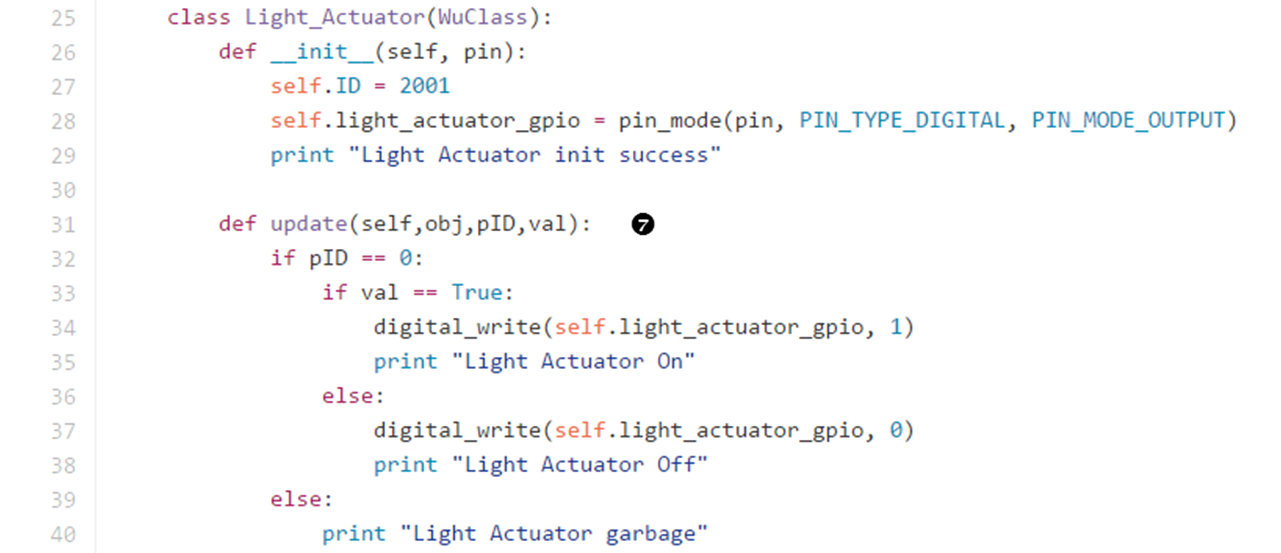 25 class Light_Actuator(WuClass):
26 def __init__(self, pin):
27 self.ID = 2001
28 self.light_actuator_gpio = pin_mode(pin, PIN_TYPE_DIGITAL, PIN_MODE_OUTPUT)
29 print "Light Actuator init success"
30
31 def update(self,obj,pID,val): 7
32 if pID == 0:
33 if val == True:
34 digital_write(self.light_actuator_gpio, 1)
35 print "Light Actuator On"
36 else:
37 digital_write(self.light_actuator_gpio, 0)
38 print "Light Actuator Off"
39 else:
40 print "Light Actuator garbage"